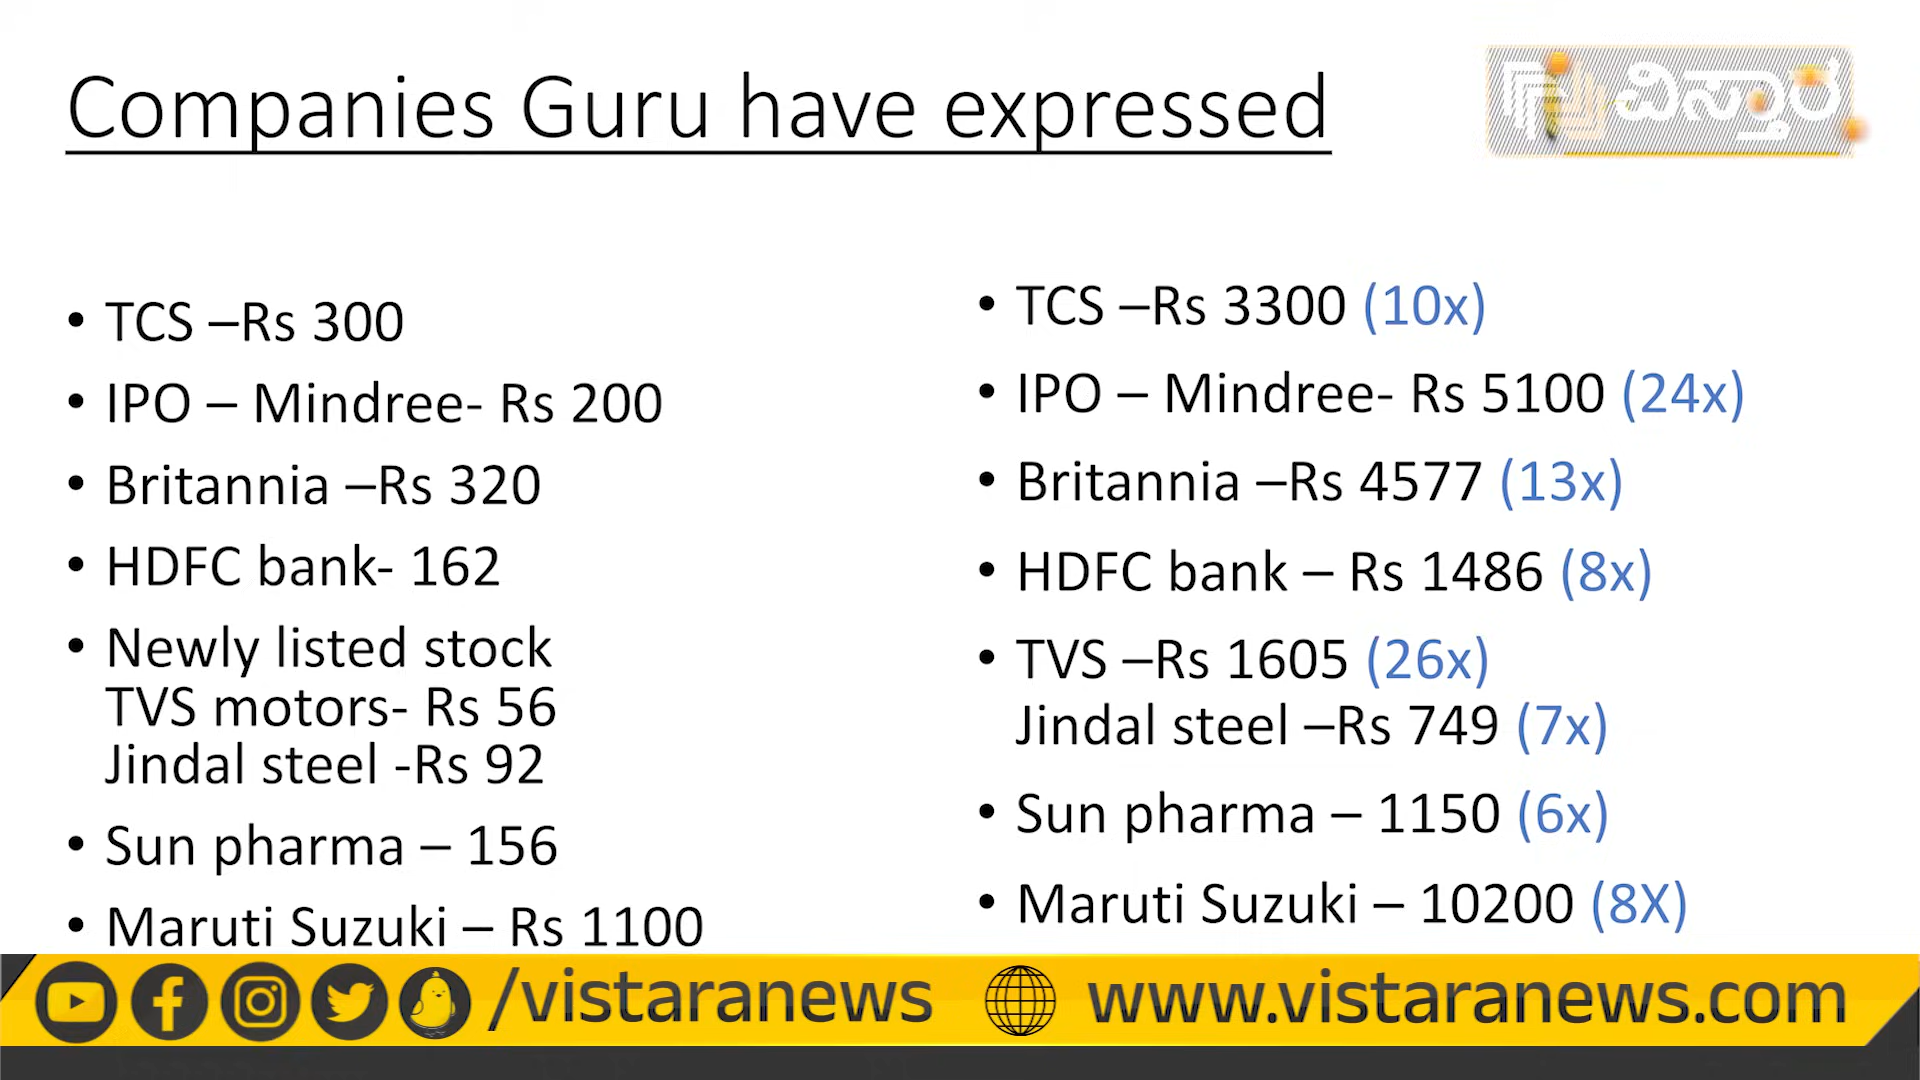 Companies Guru have expressed
ವಿಸ್ತಾರ
• TCS –Rs 300
• IPO – Mindree- Rs 200
• Britannia –Rs 320
• HDFC bank- 162
• Newly listed stock
TVS motors- Rs 56
Jindal steel -Rs 92
• Sun pharma – 156
• Maruti Suzuki – Rs 1100
• TCS –Rs 3300 (10x)
• IPO – Mindree- Rs 5100 (24x)
• Britannia –Rs 4577 (13x)
• HDFC bank – Rs 1486 (8x)
• TVS –Rs 1605 (26x)
Jindal steel –Rs 749 (7x)
• Sun pharma – 1150 (6x)
• Maruti Suzuki – 10200 (8X)
/vistaranews
www.vistaranews.com